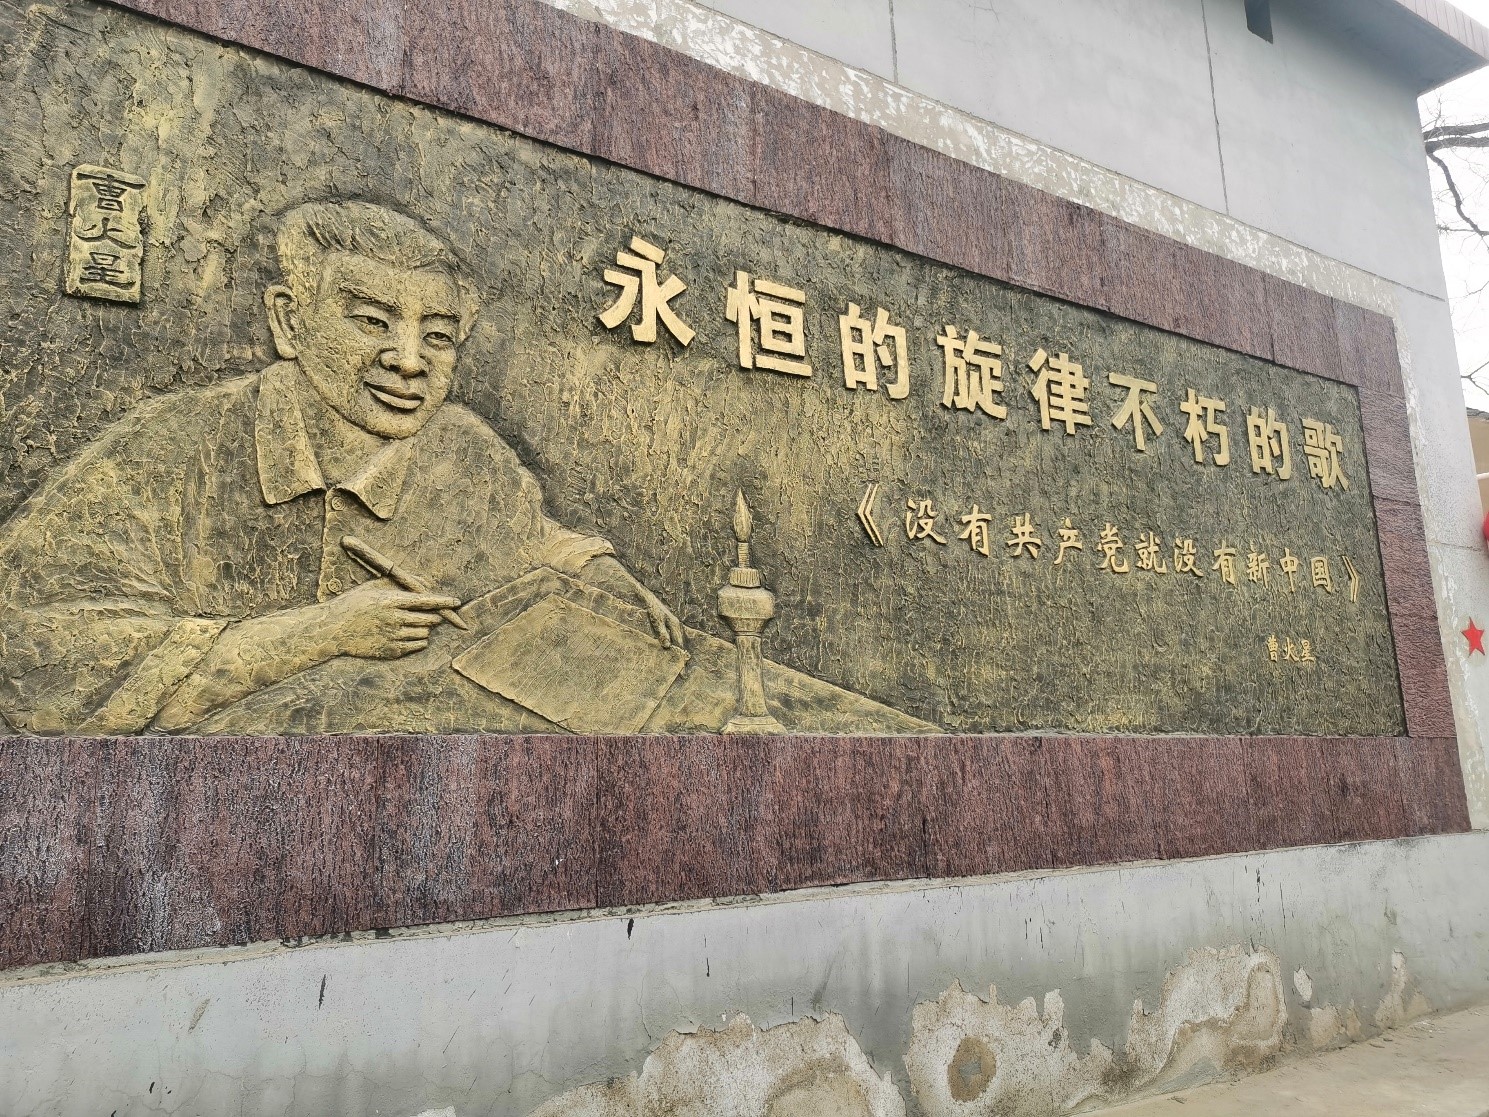 曹火星
永恒的旋律不朽的歌
《没有共产党就没有新中国》
曹火星